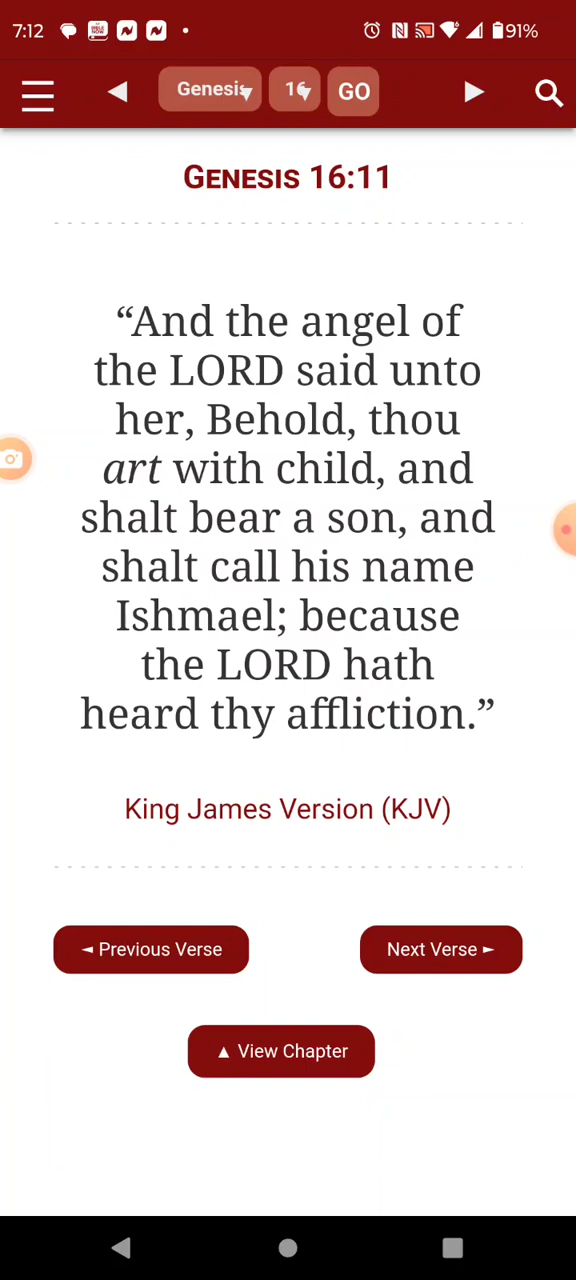 7:12 91%
Genesis 16 GO
GENESIS 16:11
“And the angel of
the LORD said unto
her, Behold, thou
art with child, and
shalt bear a son, and
shalt call his name
Ishmael; because
the LORD hath
heard thy affliction.”
King James Version (KJV)
◄ Previous Verse Next Verse ►
▲ View Chapter